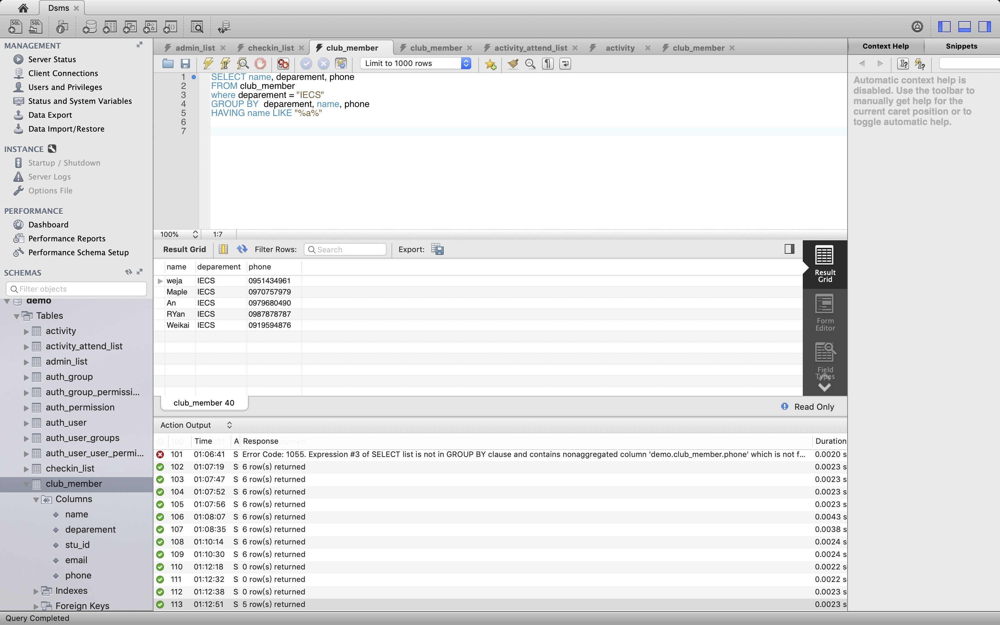 Dsms
MANAGEMENT
Server Status
Client Connections
Users and Privileges
Status and System Variables
Data Export
Data Import/Restore
INSTANCE
Startup / Shutdown
Server Logs
Options File
PERFORMANCE
Dashboard
Performance Reports
Performance Schema Setup
SCHEMAS
Filter objects
demo
Tables
activity
activity_attend_list
admin_list
auth_group
auth_group_permissi...
auth_permission
auth_user
auth_user_groups
auth_user_user_permi...
checkin_list
club_member
Columns
name
deparement
stu_id
email
phone
Indexes
Foreign Keys
admin_list checkin_list club_member club_member activity_attend_list activity club_member
Limit to 1000 rows
1 SELECT name, deparement, phone
2 FROM club_member
3 where deparement = "IECS"
4 GROUP BY  deparement, name, phone
5 HAVING name LIKE "%a%"
6
7
100% 1:7
Result Grid Filter Rows: Search Export:
name deparement phone
weja IECS 0951434961
Maple IECS 0970757979
An IECS 0979680490
RYan IECS 0987878787
Weikai IECS 0919594876
Result
Grid
Form
Editor
Field
Types
club_member 40 Read Only
Action Output
Time A Response Duration
101 01:06:41 S Error Code: 1055. Expression #3 of SELECT list is not in GROUP BY clause and contains nonaggregated column 'demo.club_member.phone' which is not f... 0.0020 s
102 01:07:19 S 6 row(s) returned 0.0023 s
103 01:07:47 S 6 row(s) returned 0.0023 s
104 01:07:52 S 6 row(s) returned 0.0023 s
105 01:07:56 S 6 row(s) returned 0.0023 s
106 01:08:07 S 6 row(s) returned 0.0043 s
107 01:08:35 S 6 row(s) returned 0.0038 s
108 01:10:14 S 6 row(s) returned 0.0024 s
109 01:10:30 S 6 row(s) returned 0.0024 s
110 01:12:18 S 0 row(s) returned 0.0022 s
111 01:12:32 S 0 row(s) returned 0.0022 s
112 01:12:38 S 0 row(s) returned 0.0023 s
113 01:12:51 S 5 row(s) returned 0.0023 s
Context Help Snippets
Automatic context help is
disabled. Use the toolbar to
manually get help for the
current caret position or to
toggle automatic help.
Query Completed